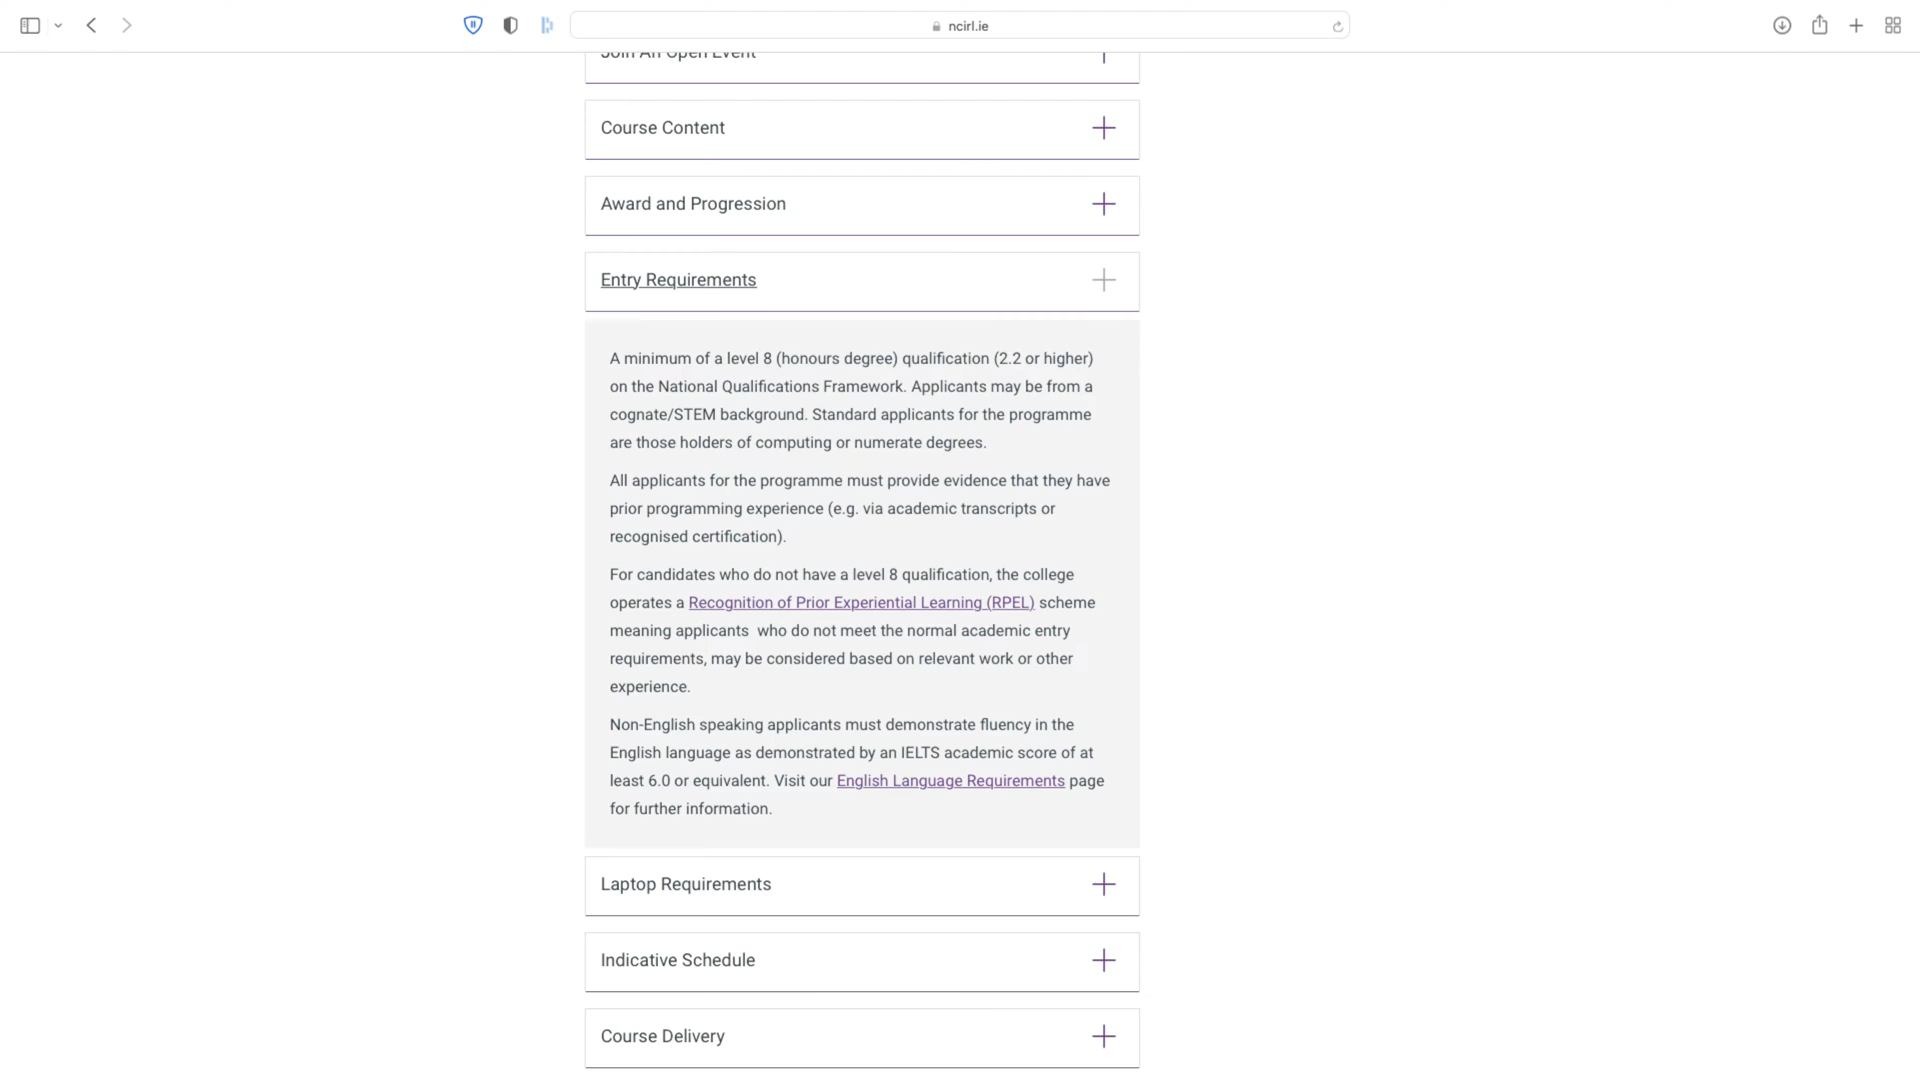 ncirl.ie
Join An Open Event
Course Content
Award and Progression
Entry Requirements
A minimum of a level 8 (honours degree) qualification (2.2 or higher)
on the National Qualifications Framework. Applicants may be from a
cognate/STEM background. Standard applicants for the programme
are those holders of computing or numerate degrees.
All applicants for the programme must provide evidence that they have
prior programming experience (e.g. via academic transcripts or
recognised certification).
For candidates who do not have a level 8 qualification, the college
operates a Recognition of Prior Experiential Learning (RPEL) scheme
meaning applicants  who do not meet the normal academic entry
requirements, may be considered based on relevant work or other
experience.
Non-English speaking applicants must demonstrate fluency in the
English language as demonstrated by an IELTS academic score of at
least 6.0 or equivalent. Visit our English Language Requirements page
for further information.
Laptop Requirements
Indicative Schedule
Course Delivery